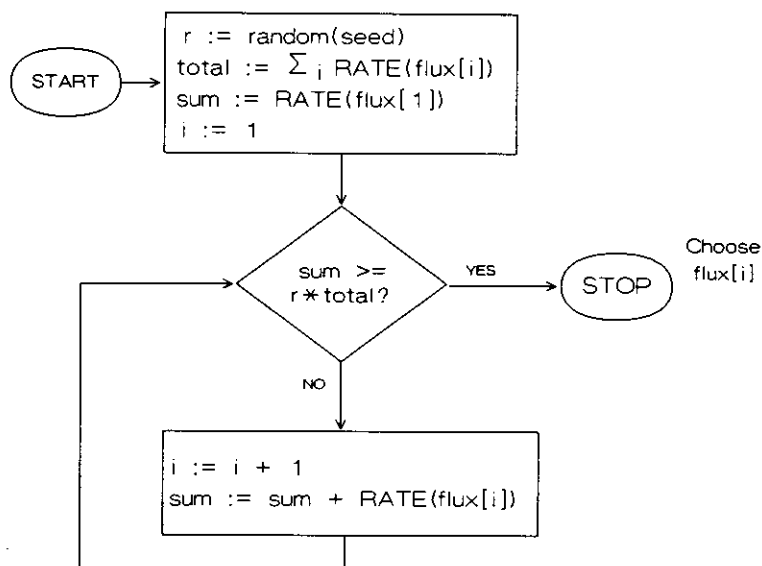 START
r := random(seed)
total := Σ i RATE(flux[i])
sum := RATE(flux[1])
i := 1
sum >=
r*total?
YES
STOP
Choose
flux[i]
NO
i := i + 1
sum := sum + RATE(flux[i])